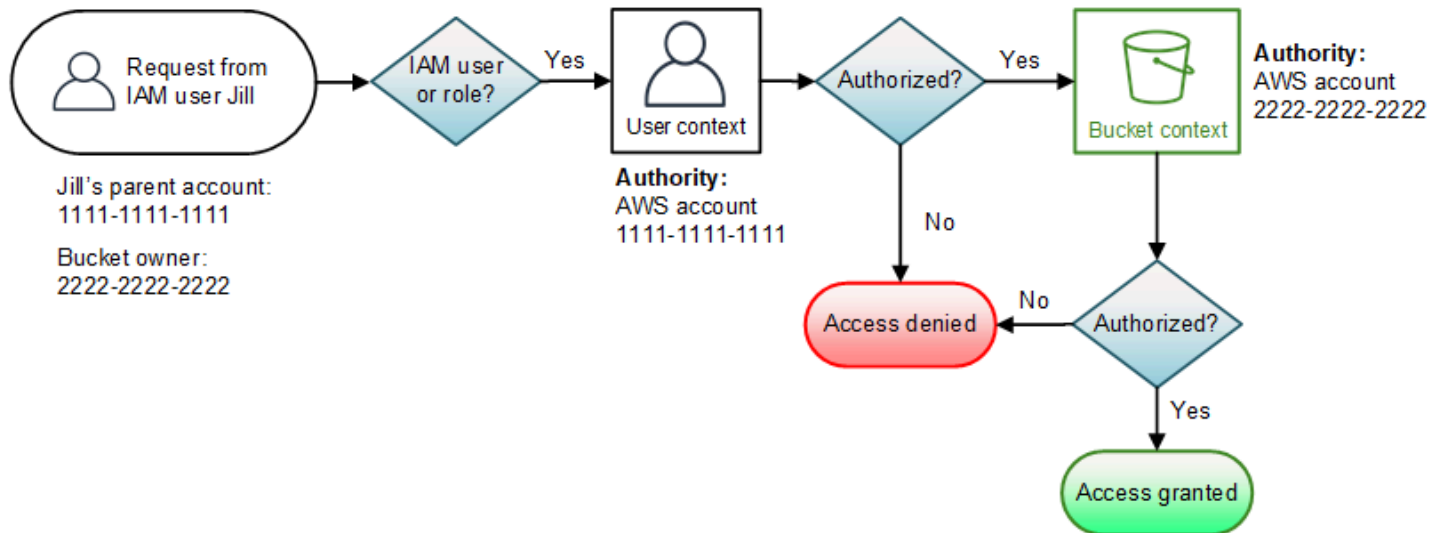 Request from
IAM user Jill
Jill's parent account:
1111-1111-1111
Bucket owner:
2222-2222-2222
IAM user
or role?
Yes
User context
Authority:
AWS account
1111-1111-1111
Authorized?
Yes
No
Bucket context
Authority:
AWS account
2222-2222-2222
Authorized?
No
Access denied
Yes
Access granted